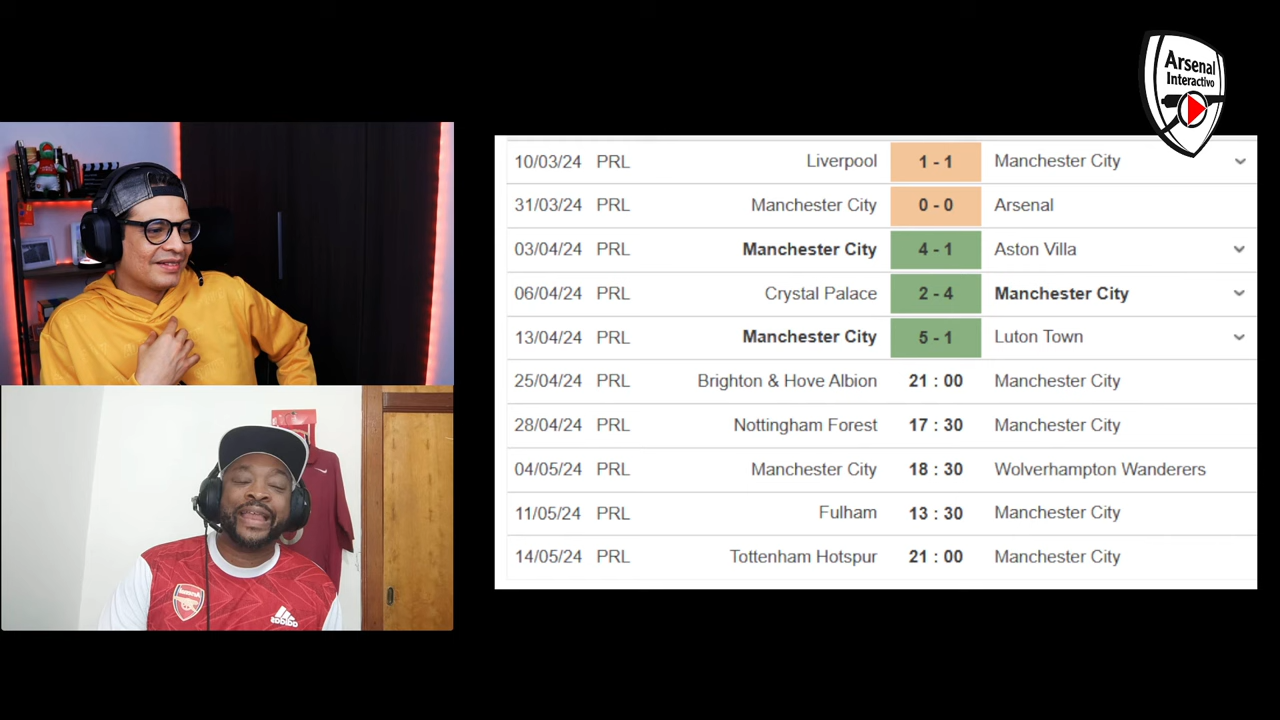 Arsenal
Interactivo
10/03/24 PRL Liverpool 1 - 1 Manchester City
31/03/24 PRL Manchester City 0 - 0 Arsenal
03/04/24 PRL Manchester City 4 - 1 Aston Villa
06/04/24 PRL Crystal Palace 2 - 4 Manchester City
13/04/24 PRL Manchester City 5 - 1 Luton Town
25/04/24 PRL Brighton & Hove Albion 21 : 00 Manchester City
28/04/24 PRL Nottingham Forest 17 : 30 Manchester City
04/05/24 PRL Manchester City 18 : 30 Wolverhampton Wanderers
11/05/24 PRL Fulham 13 : 30 Manchester City
14/05/24 PRL Tottenham Hotspur 21 : 00 Manchester City
Arsenal
adidas